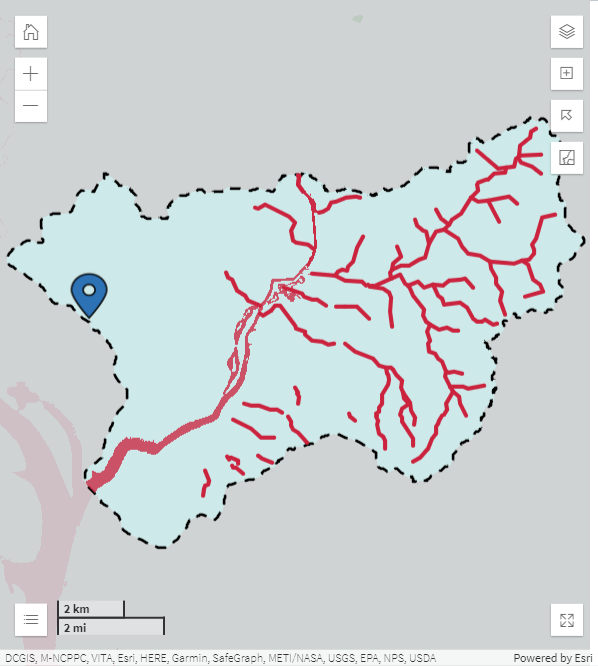 2 km
2 mi
DCGIS, M-NCPPC, VITA, Esri, HERE, Garmin, SafeGraph, METI/NASA, USGS, EPA, NPS, USDA
Powered by Esri